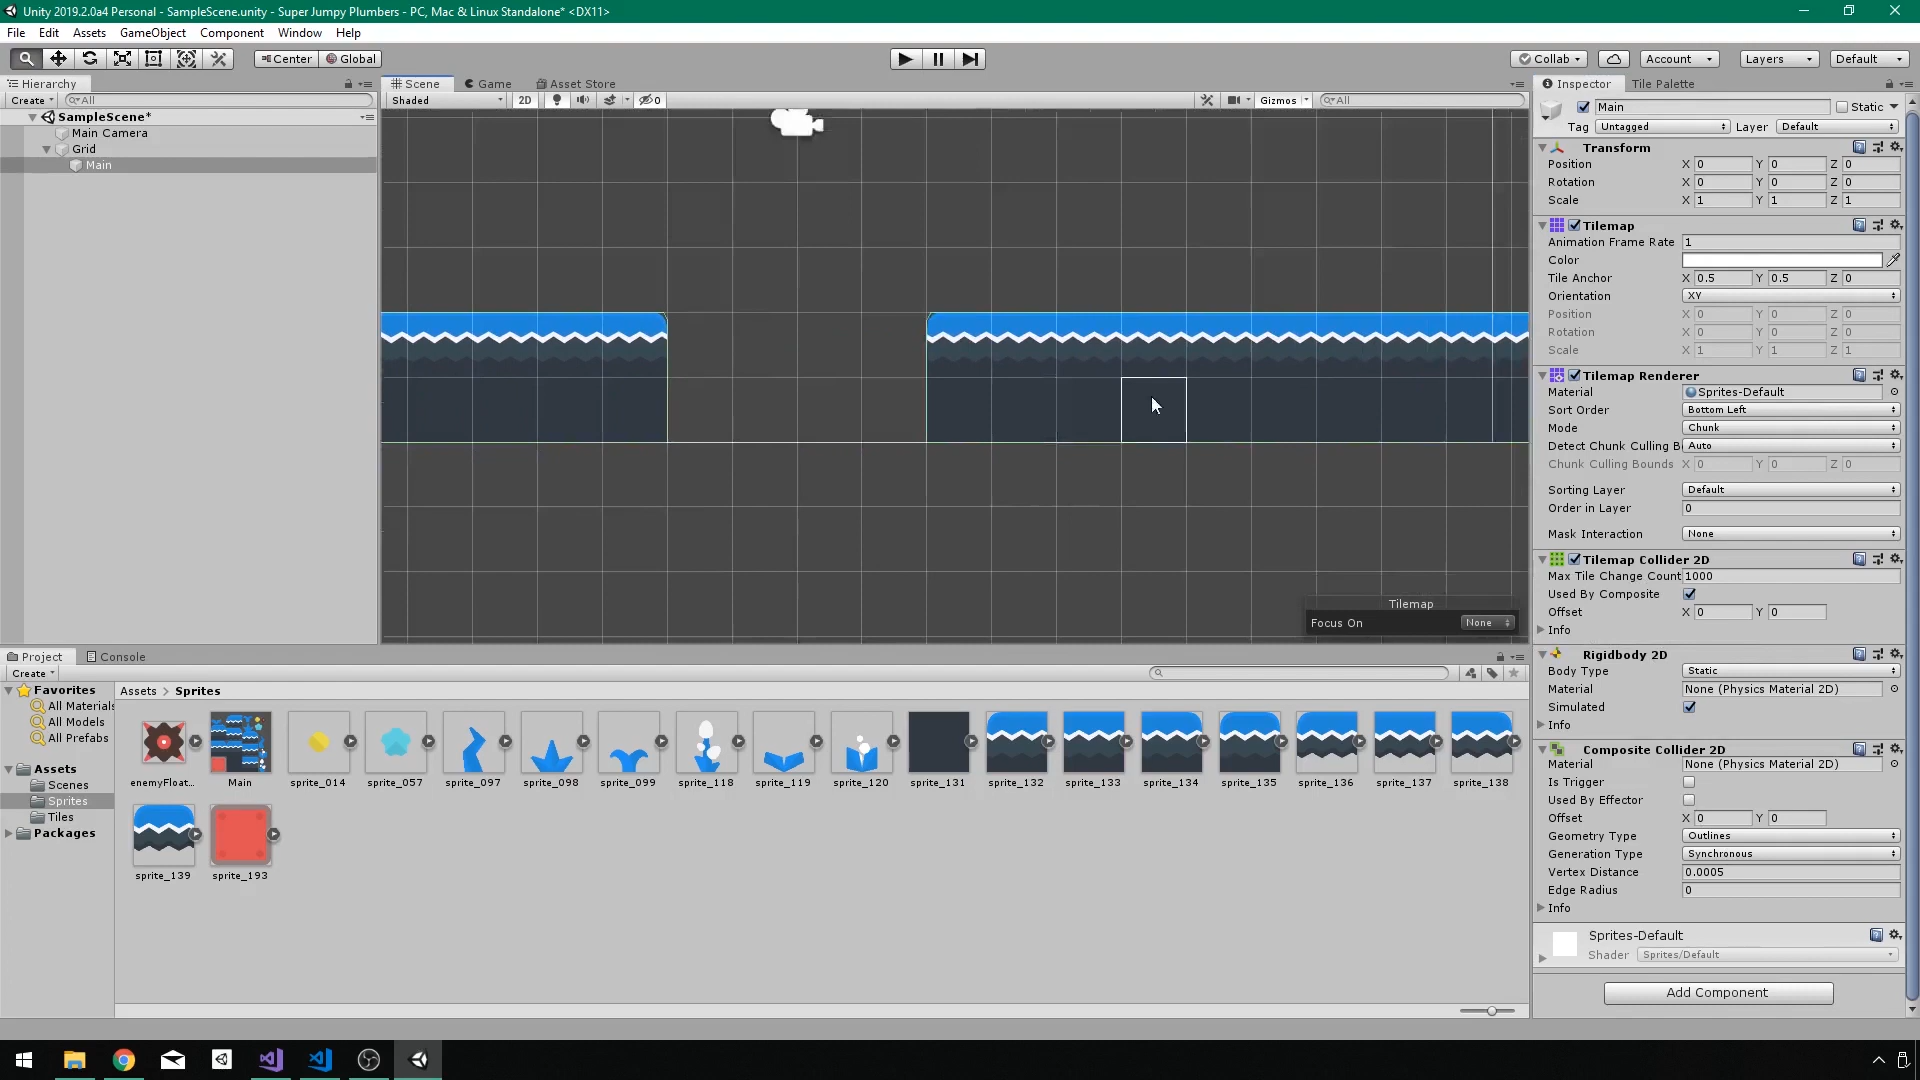 Unity 2019.2.0a4 Personal - SampleScene.unity - Super Jumpy Plumbers - PC, Mac & Linux Standalone* <DX11>
File Edit Assets GameObject Component Window Help
Center Global Collab Account Layers Default
Hierarchy
Create All
SampleScene*
Main Camera
Grid
Main
Scene Game Asset Store
Shaded 2D 0 Gizmos All
Tilemap
Focus On None
Inspector Tile Palette
Main Static
Tag Untagged Layer Default
Transform
Position X 0 Y 0 Z 0
Rotation X 0 Y 0 Z 0
Scale X 1 Y 1 Z 1
Tilemap
Animation Frame Rate 1
Color
Tile Anchor X 0.5 Y 0.5 Z 0
Orientation XY
Position X 0 Y 0 Z 0
Rotation X 0 Y 0 Z 0
Scale X 1 Y 1 Z 1
Tilemap Renderer
Material Sprites-Default
Sort Order Bottom Left
Mode Chunk
Detect Chunk Culling B Auto
Chunk Culling Bounds X 0 Y 0 Z 0
Sorting Layer Default
Order in Layer 0
Mask Interaction None
Tilemap Collider 2D
Max Tile Change Count 1000
Used By Composite
Offset X 0 Y 0
Info
Rigidbody 2D
Body Type Static
Material None (Physics Material 2D)
Simulated
Info
Composite Collider 2D
Material None (Physics Material 2D)
Is Trigger
Used By Effector
Offset X 0 Y 0
Geometry Type Outlines
Generation Type Synchronous
Vertex Distance 0.0005
Edge Radius 0
Info
Sprites-Default
Shader Sprites/Default
Add Component
Project Console
Create
Favorites
All Materials
All Models
All Prefabs
Assets
Scenes
Sprites
Tiles
Packages
Assets > Sprites
enemyFloat... Main sprite_014 sprite_057 sprite_097 sprite_098 sprite_099 sprite_118 sprite_119 sprite_120 sprite_131 sprite_132 sprite_133 sprite_134 sprite_135 sprite_136 sprite_137 sprite_138
sprite_139 sprite_193